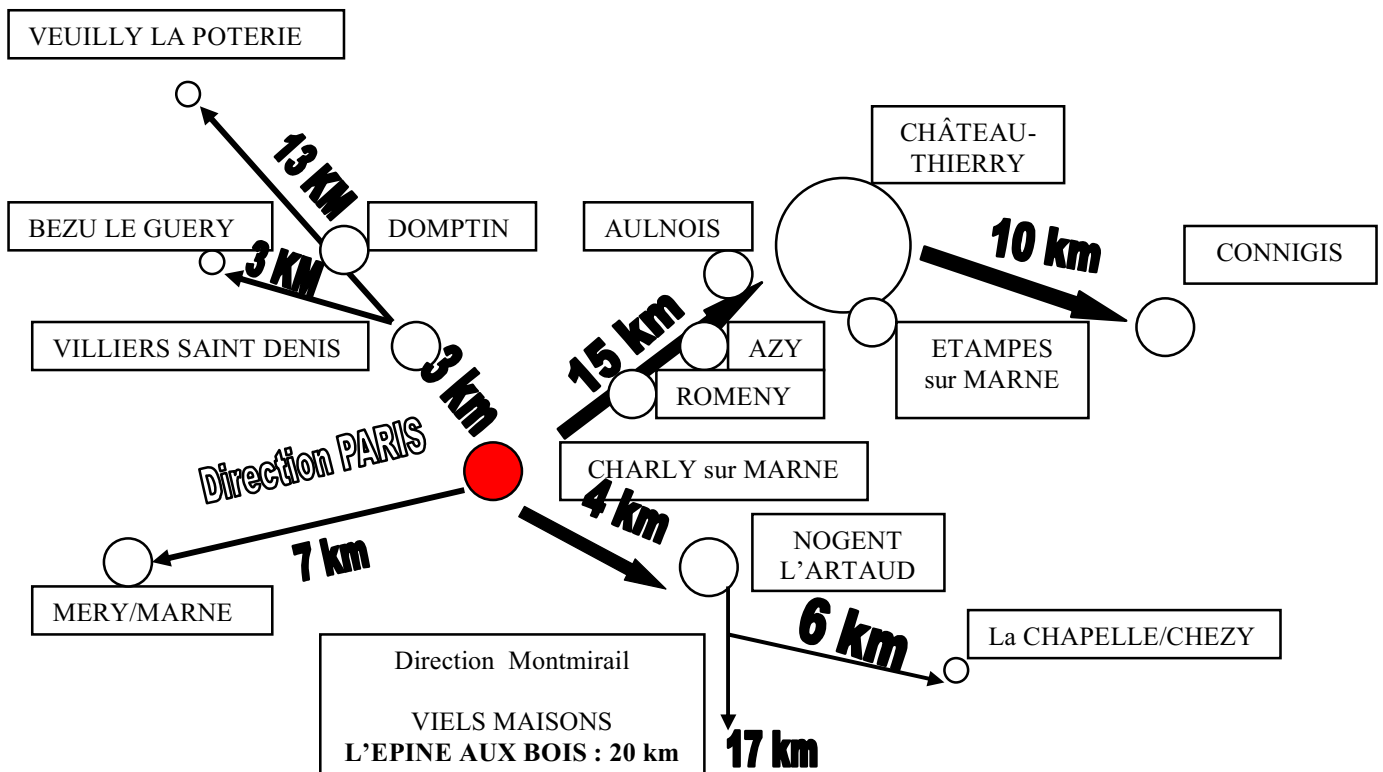 VEUILLY LA POTERIE
13 KM
CHÂTEAU-
THIERRY
BEZU LE GUERY
3 KM
DOMPTIN
AULNOIS
10 km
CONNIGIS
VILLIERS SAINT DENIS
3 km
15 km
AZY
ROMENY
ETAMPES
sur MARNE
Direction PARIS
CHARLY sur MARNE
4 km
7 km
NOGENT
L'ARTAUD
MERY/MARNE
6 km
La CHAPELLE/CHEZY
Direction Montmirail
VIELS MAISONS
L'EPINE AUX BOIS : 20 km
17 km